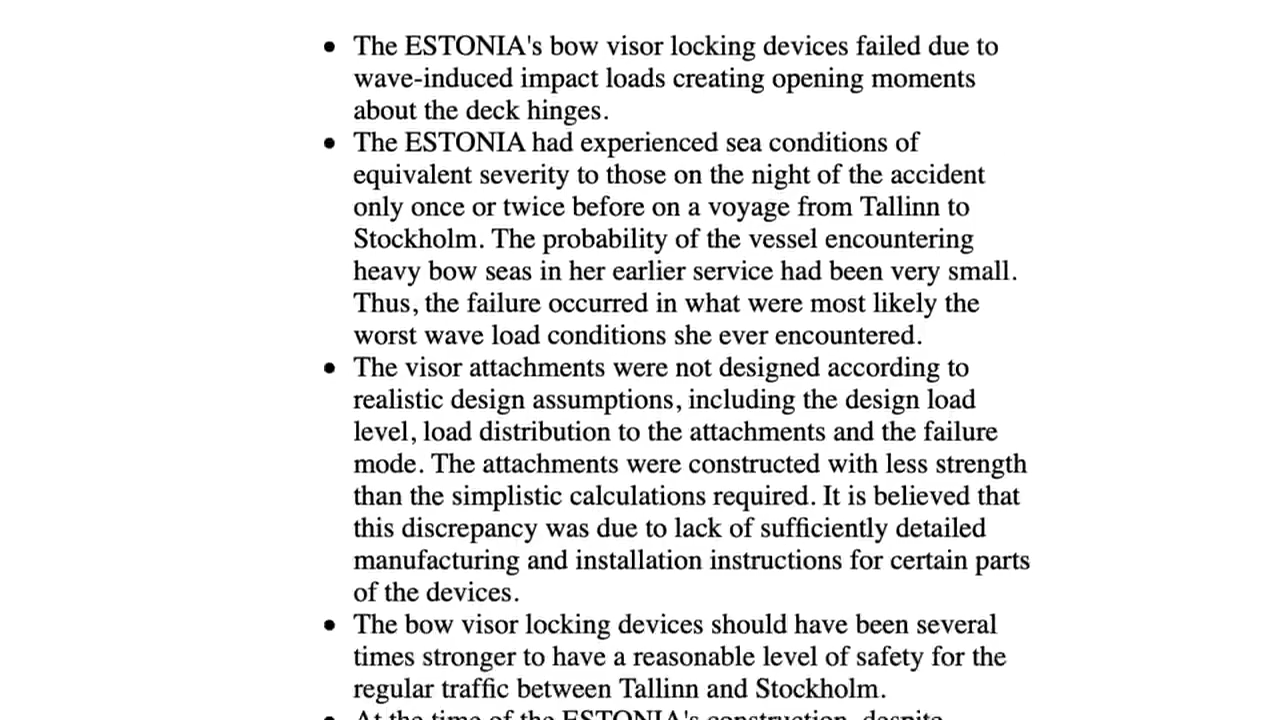 • The ESTONIA's bow visor locking devices failed due to
wave-induced impact loads creating opening moments
about the deck hinges.
• The ESTONIA had experienced sea conditions of
equivalent severity to those on the night of the accident
only once or twice before on a voyage from Tallinn to
Stockholm. The probability of the vessel encountering
heavy bow seas in her earlier service had been very small.
Thus, the failure occurred in what were most likely the
worst wave load conditions she ever encountered.
• The visor attachments were not designed according to
realistic design assumptions, including the design load
level, load distribution to the attachments and the failure
mode. The attachments were constructed with less strength
than the simplistic calculations required. It is believed that
this discrepancy was due to lack of sufficiently detailed
manufacturing and installation instructions for certain parts
of the devices.
• The bow visor locking devices should have been several
times stronger to have a reasonable level of safety for the
regular traffic between Tallinn and Stockholm.
• At the time of the ESTONIA's construction, despite